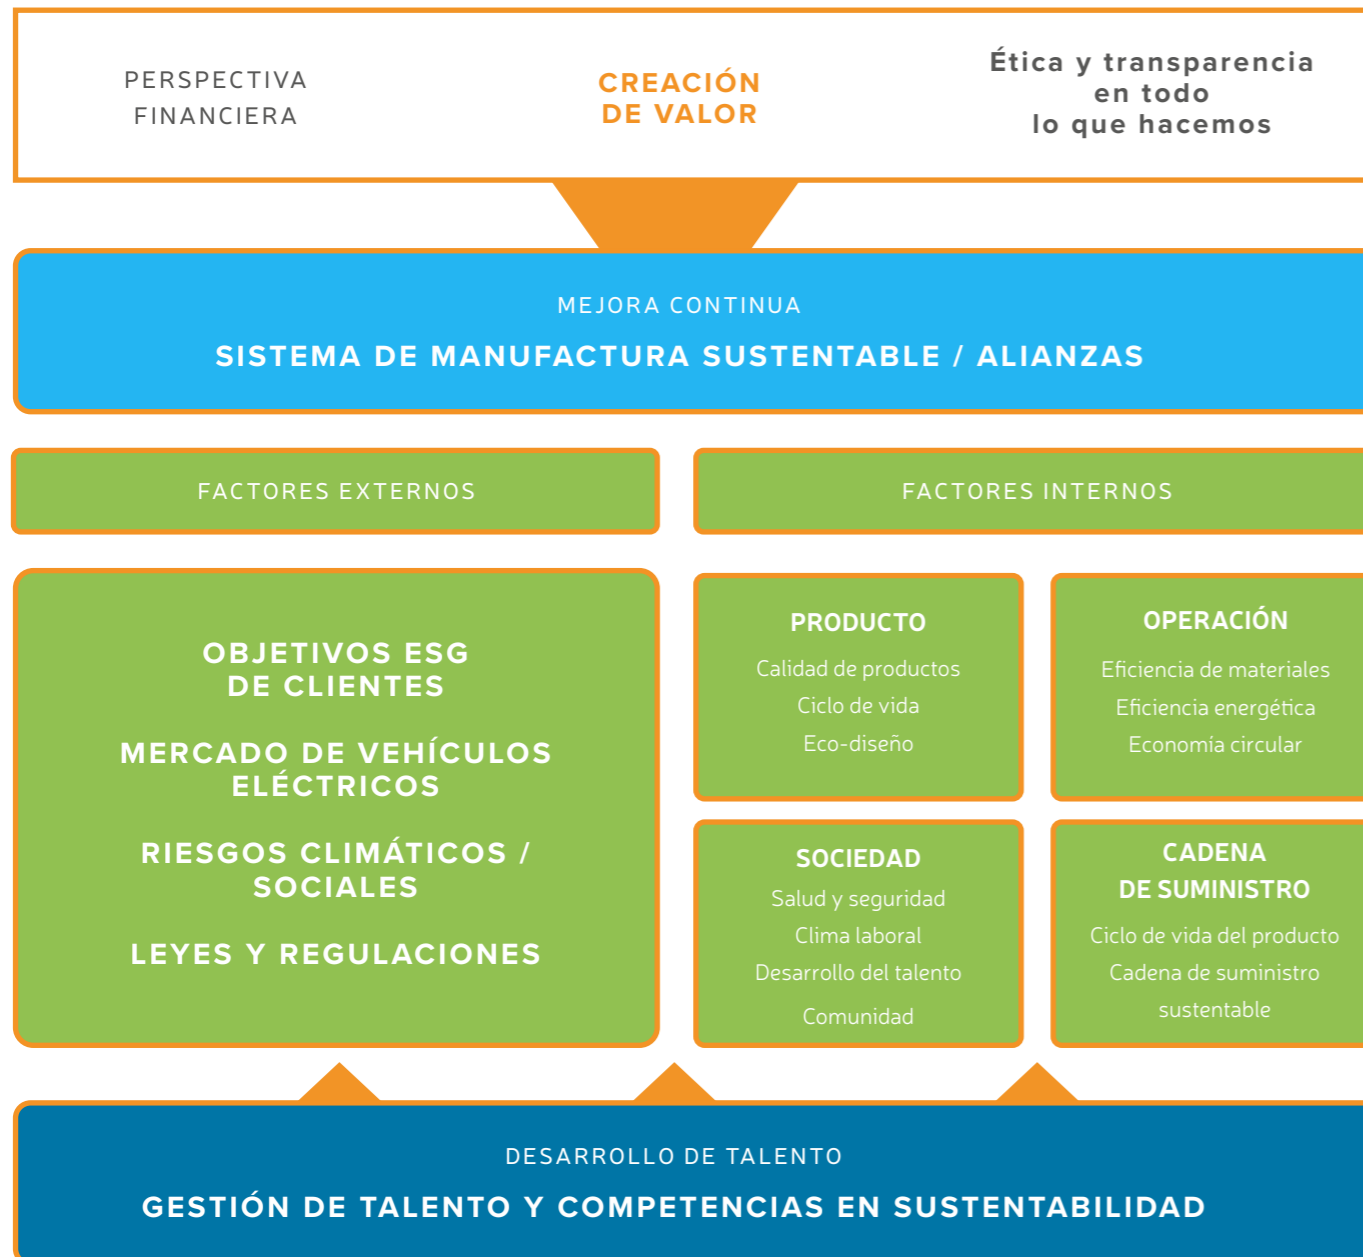 PERSPECTIVA
FINANCIERA
CREACIÓN
DE VALOR
Ética y transparencia
en todo
lo que hacemos
MEJORA CONTINUA
SISTEMA DE MANUFACTURA SUSTENTABLE / ALIANZAS
FACTORES EXTERNOS
FACTORES INTERNOS
OBJETIVOS ESG
DE CLIENTES
MERCADO DE VEHÍCULOS
ELÉCTRICOS
RIESGOS CLIMÁTICOS /
SOCIALES
LEYES Y REGULACIONES
PRODUCTO
Calidad de productos
Ciclo de vida
Eco-diseño
OPERACIÓN
Eficiencia de materiales
Eficiencia energética
Economía circular
SOCIEDAD
Salud y seguridad
Clima laboral
Desarrollo del talento
Comunidad
CADENA
DE SUMINISTRO
Ciclo de vida del producto
Cadena de suministro
sustentable
DESARROLLO DE TALENTO
GESTIÓN DE TALENTO Y COMPETENCIAS EN SUSTENTABILIDAD